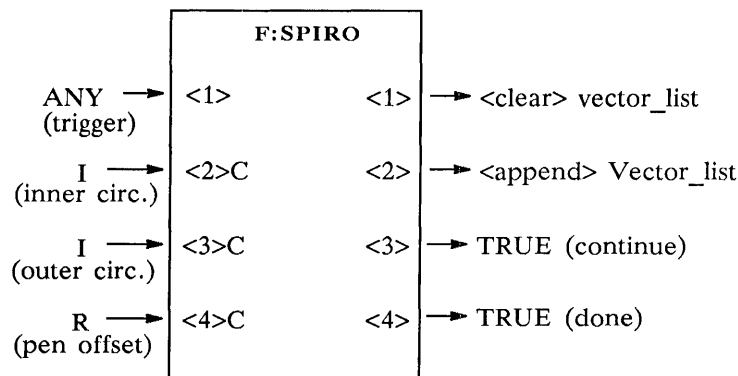 F:SPIRO
ANY <1> <1> <clear> vector_list
(trigger)
I <2>C <2> <append> Vector_list
(inner circ.)
I <3>C <3> TRUE (continue)
(outer circ.)
R <4>C <4> TRUE (done)
(pen offset)